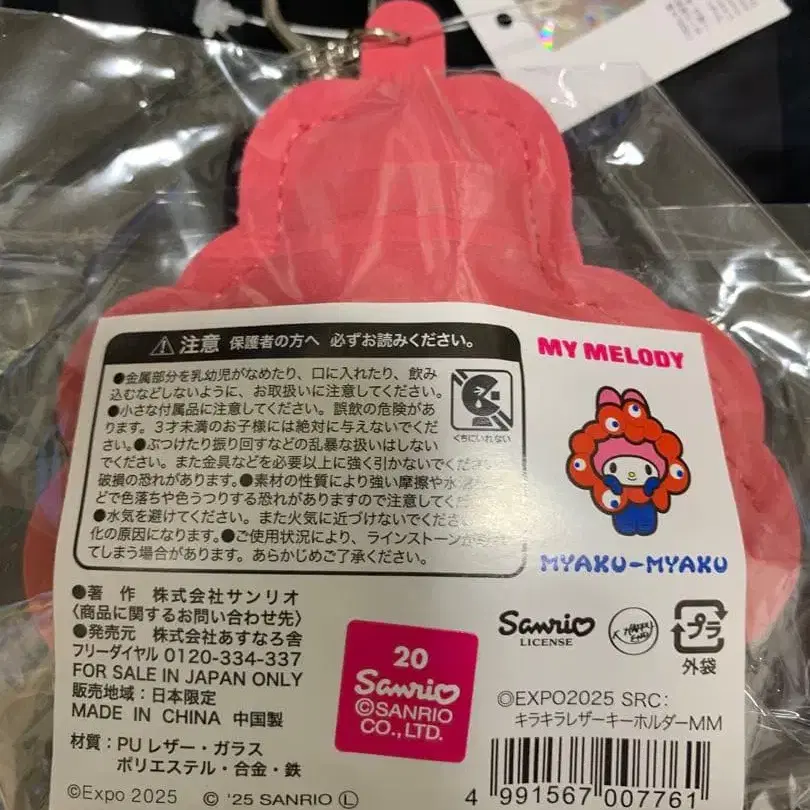 ⚠注意 保護者の方へ 必ずお読みください。
●金属部分を乳幼児がなめたり、口に入れたり、飲み
込むなどしないように、お取扱いに注意してください。
●小さな付属品に注意してください。誤飲の危険があ
ります。3才未満のお子様には絶対に与えないでくだ
さい。●ぶつけたり振り回すなどの乱暴な扱いはしない
でください。また金具などを必要以上に強く引かないでください。
破損の恐れ。●素材の性質により強い摩擦や水
どで色落ちや色うつりする恐れがありますので注意してく
●水気を避けてください。また火気に近づけないでください
化の原因になります。●ご使用状況により、ラインストーンが
てしまう場合があります。あらかじめご了承ください。
くちにいれない
MY MELODY
MYAKU-MYAKU
●著 作 株式会社サンリオ
〈商品に関するお問い合わせ先〉
●発売元 株式会社あすなろ舎
フリーダイヤル 0120-334-337
FOR SALE IN JAPAN ONLY
販売地域:日本限定
MADE IN CHINA 中国製
材質:PUレザー・ガラス
ポリエステル・合金・鉄
©Expo 2025 © '25 SANRIO Ⓛ
20
Sanrio
©SANRIO
CO., LTD.
Sanrio
LICENSE
プラ
外袋
©EXPO2025 SRC:
キラキラレザーキーホルダーMM
4 991567 007761